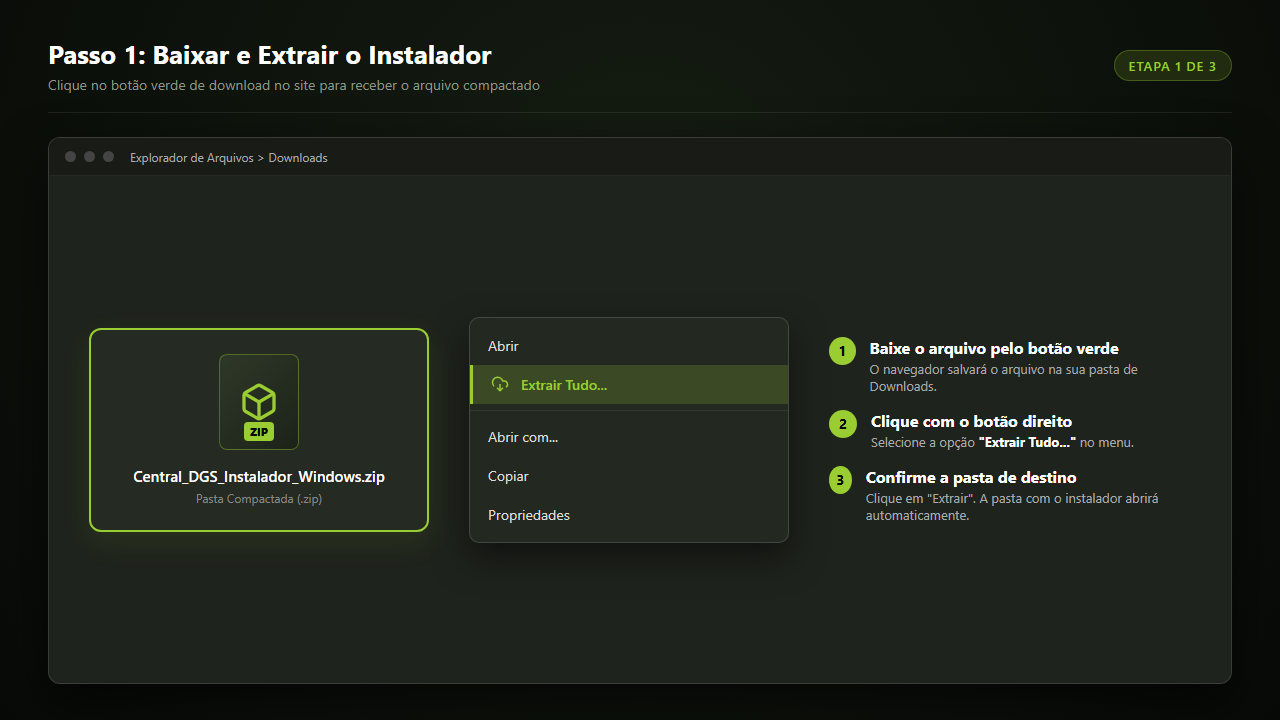 Passo 1: Baixar e Extrair o Instalador
Clique no botão verde de download no site para receber o arquivo compactado
ETAPA 1 DE 3
Explorador de Arquivos > Downloads
ZIP
Central_DGS_Instalador_Windows.zip
Pasta Compactada (.zip)
Abrir
Extrair Tudo...
Abrir com...
Copiar
Propriedades
1
Baixe o arquivo pelo botão verde
O navegador salvará o arquivo na sua pasta de
Downloads.
2
Clique com o botão direito
Selecione a opção "Extrair Tudo..." no menu.
3
Confirme a pasta de destino
Clique em "Extrair". A pasta com o instalador abrirá
automaticamente.